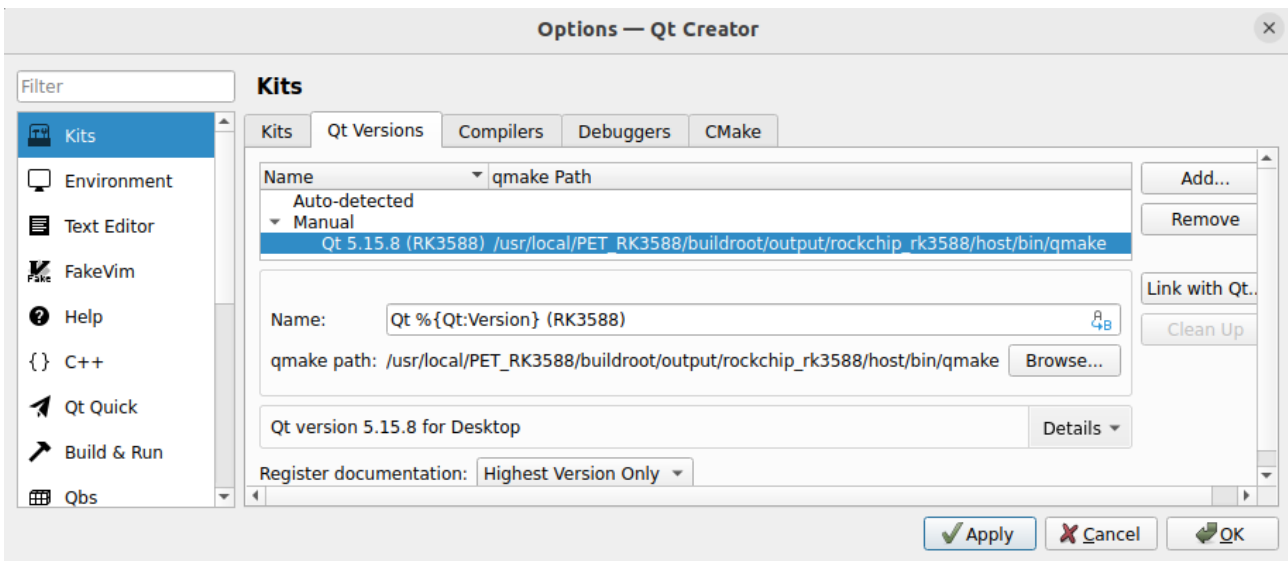 Options — Qt Creator
Filter
Kits
Kits
Environment
Text Editor
FakeVim
Help
{} C++
Qt Quick
Build & Run
Qbs
Kits Qt Versions Compilers Debuggers CMake
Name qmake Path
Auto-detected
Manual
Qt 5.15.8 (RK3588) /usr/local/PET_RK3588/buildroot/output/rockchip_rk3588/host/bin/qmake
Add...
Remove
Link with Qt..
Clean Up
Name: Qt %{Qt:Version} (RK3588)
qmake path: /usr/local/PET_RK3588/buildroot/output/rockchip_rk3588/host/bin/qmake Browse...
Qt version 5.15.8 for Desktop Details
Register documentation: Highest Version Only
Apply Cancel OK